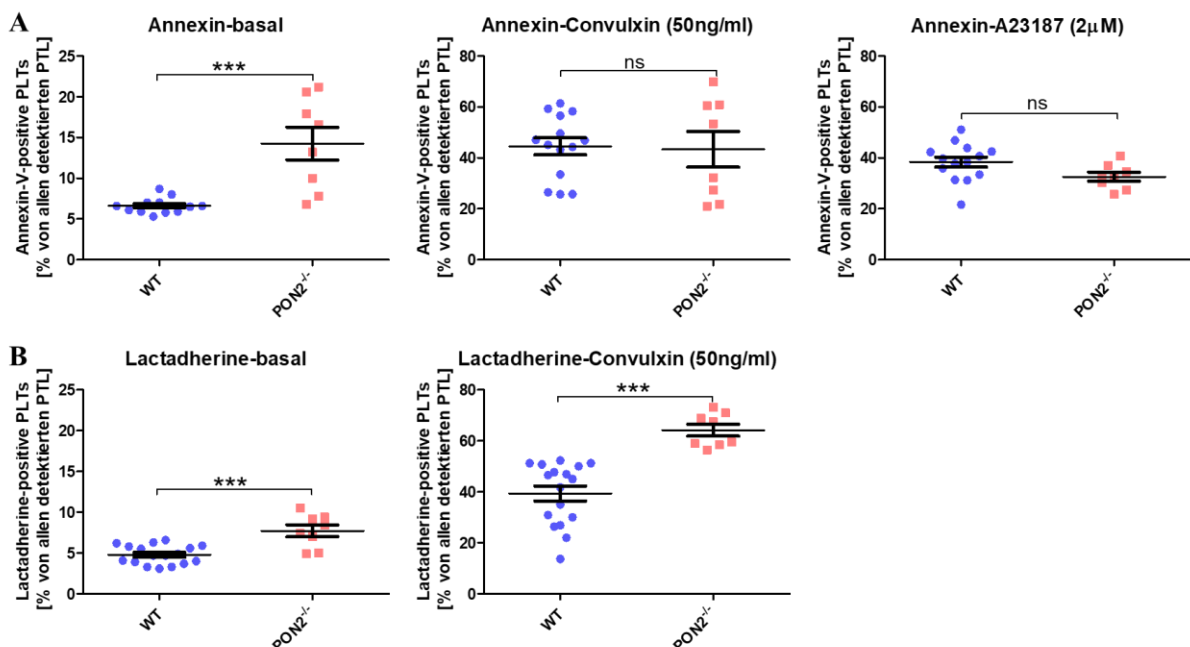 A
Annexin-basal
Annexin-V-positive PLTs
[% von allen detektierten PTL]
25
20
15
10
5
0
***
WT
PON2-/-
Annexin-Convulxin (50ng/ml)
Annexin-V-positive PLTs
[% von allen detektierten PTL]
80
60
40
20
0
ns
WT
PON2-/-
Annexin-A23187 (2µM)
Annexin-V-positive PLTs
[% von allen detektierten PTL]
80
60
40
20
0
ns
WT
PON2-/-
B
Lactadherine-basal
Lactadherine-positive PLTs
[% von allen detektierten PTL]
25
20
15
10
5
0
***
WT
PON2-/-
Lactadherine-Convulxin (50ng/ml)
Lactadherine-positive PLTs
[% von allen detektierten PTL]
80
60
40
20
0
***
WT
PON2-/-